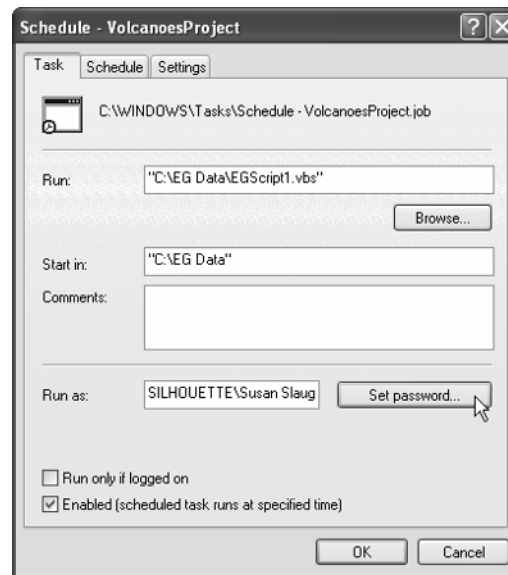 Schedule - VolcanoesProject
Task Schedule Settings
C:\WINDOWS\Tasks\Schedule - VolcanoesProject.job
Run: "C:\EG Data\EGScript1.vbs"
Browse...
Start in: "C:\EG Data"
Comments:
Run as: SILHOUETTE\Susan Slaug Set password...
Run only if logged on
Enabled (scheduled task runs at specified time)
OK Cancel